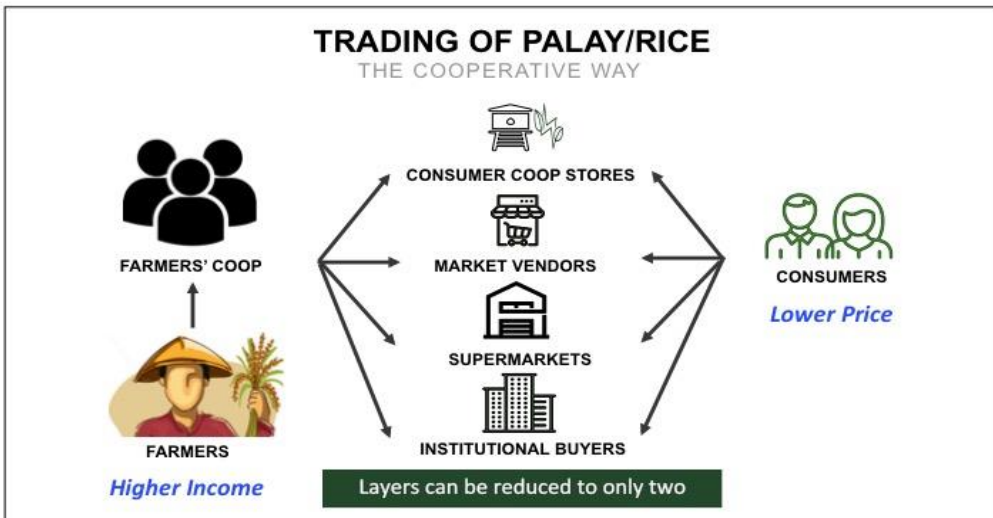 TRADING OF PALAY/RICE
THE COOPERATIVE WAY
CONSUMER COOP STORES
MARKET VENDORS
FARMERS' COOP
CONSUMERS
Lower Price
SUPERMARKETS
FARMERS
INSTITUTIONAL BUYERS
Higher Income
Layers can be reduced to only two